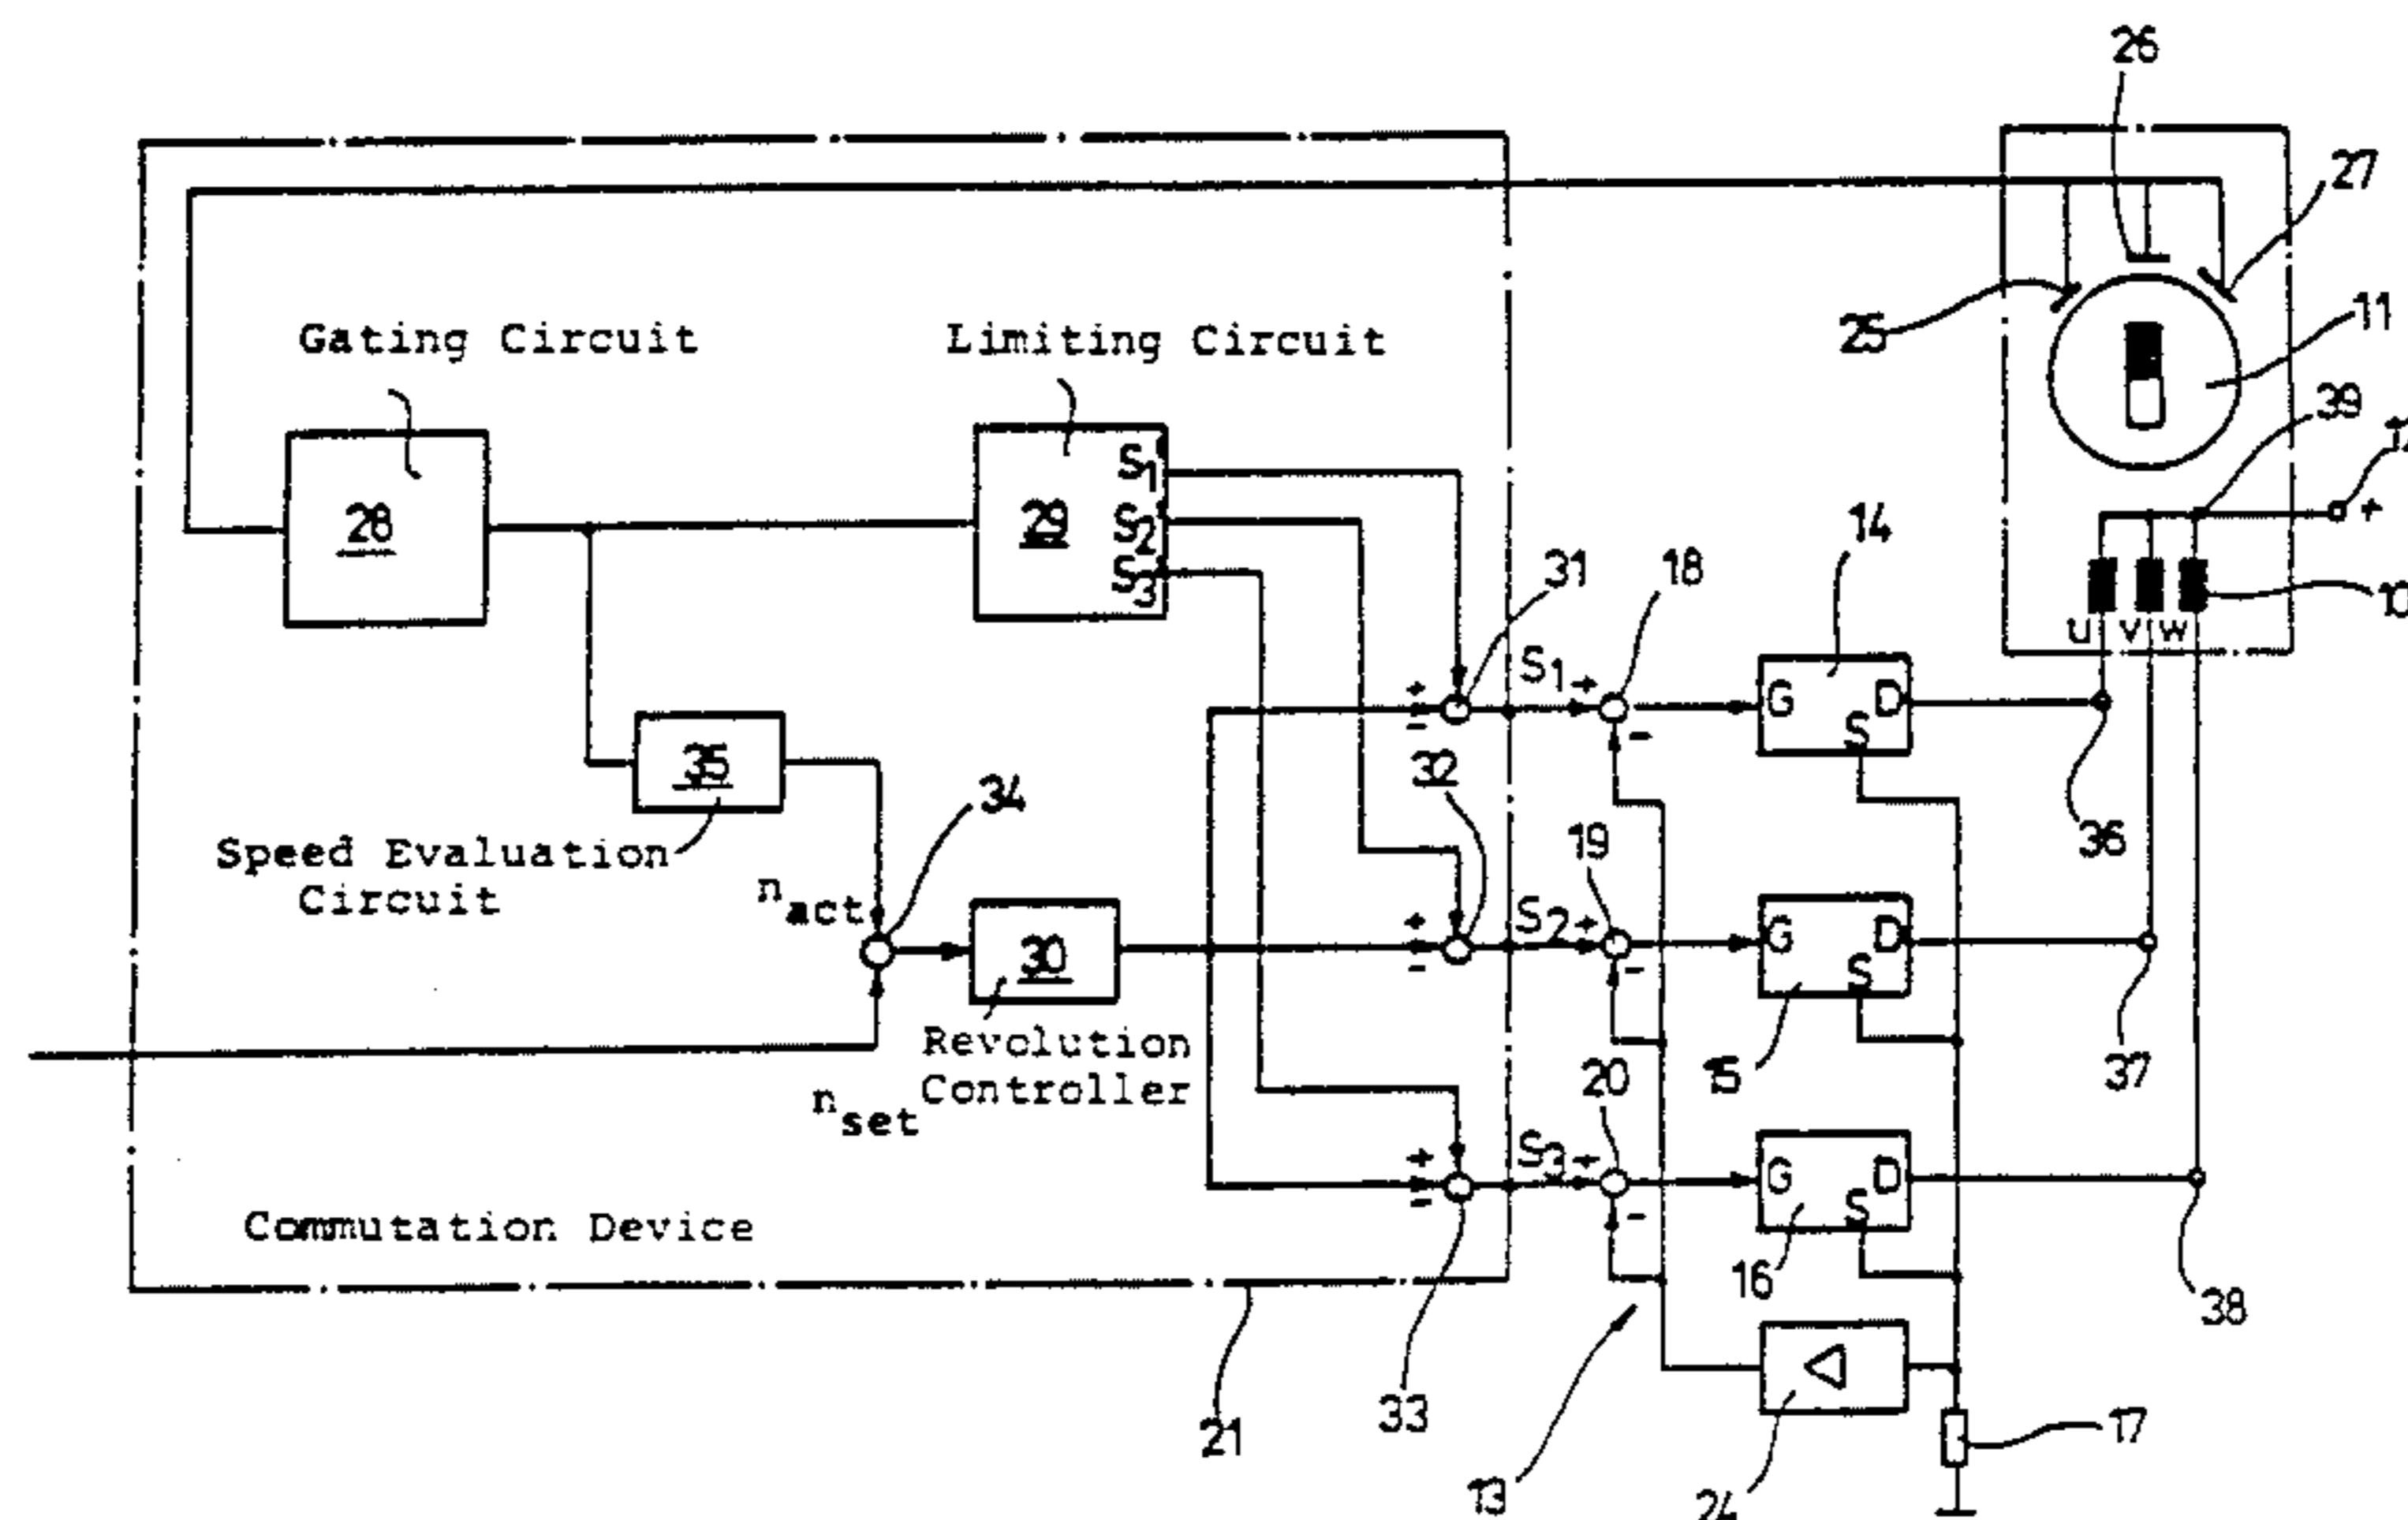 26
27
25
11
39
+
Gating Circuit
Limiting Circuit
28
29
S1
S2
S3
31
18
14
U V W
35
Speed Evaluation
Circuit
34
n act
n set
30
Revolution
Controller
+
-
S1 +
-
G S D
36
32
19
+
-
S2 +
-
G S D
15
37
20
+
-
S3 +
-
G S D
16
38
Commutation Device
21
33
13
24
17